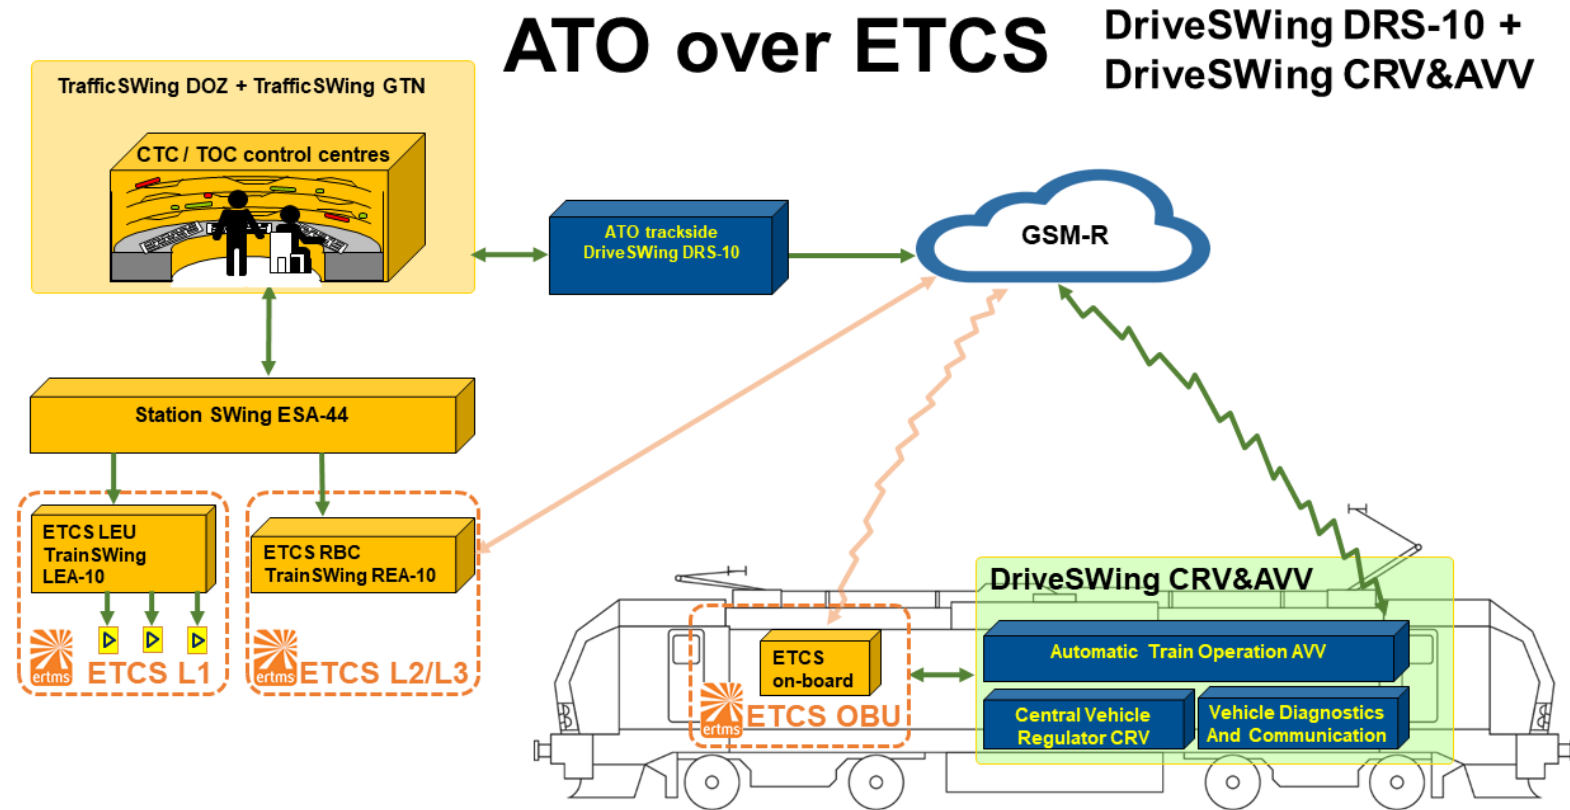 ATO over ETCS
DriveSWing DRS-10 +
DriveSWing CRV&AVV
TrafficSWing DOZ + TrafficSWing GTN
CTC / TOC control centres
ATO trackside
DriveSWing DRS-10
GSM-R
Station SWing ESA-44
ETCS LEU
TrainSWing
LEA-10
ertms
ETCS L1
ETCS RBC
TrainSWing REA-10
ertms
ETCS L2/L3
ETCS
on-board
ertms
ETCS OBU
DriveSWing CRV&AVV
Automatic Train Operation AVV
Central Vehicle
Regulator CRV
Vehicle Diagnostics
And Communication